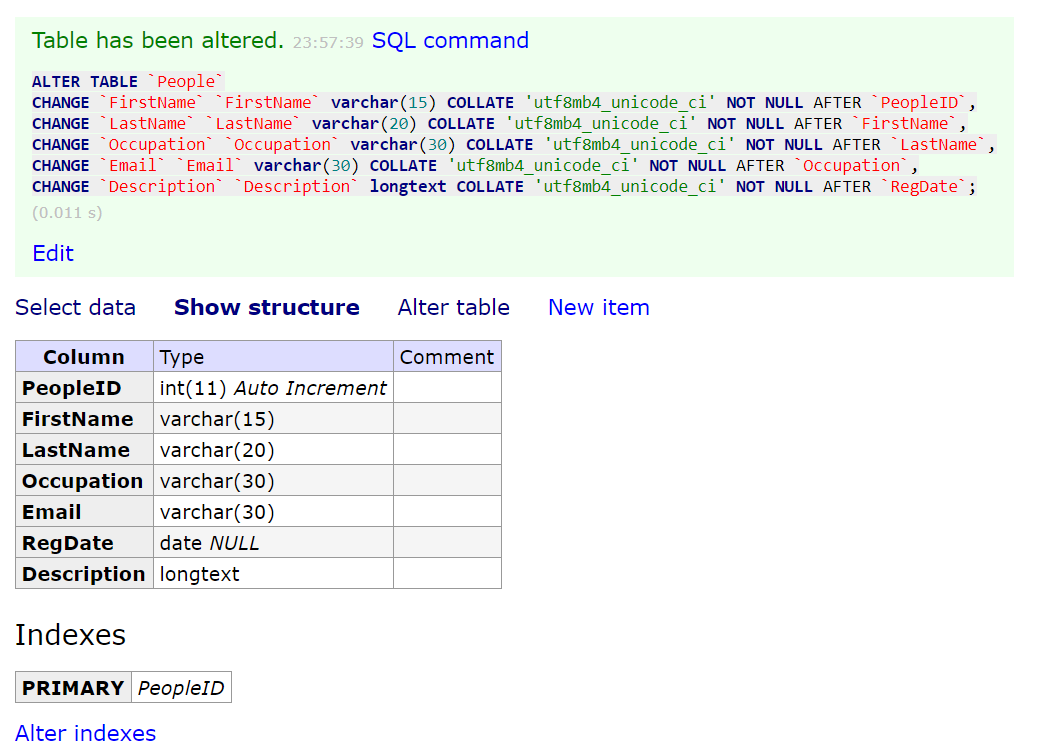 Table has been altered. 23:57:39 SQL command
ALTER TABLE `People`
CHANGE `FirstName` `FirstName` varchar(15) COLLATE 'utf8mb4_unicode_ci' NOT NULL AFTER `PeopleID`,
CHANGE `LastName` `LastName` varchar(20) COLLATE 'utf8mb4_unicode_ci' NOT NULL AFTER `FirstName`,
CHANGE `Occupation` `Occupation` varchar(30) COLLATE 'utf8mb4_unicode_ci' NOT NULL AFTER `LastName`,
CHANGE `Email` `Email` varchar(30) COLLATE 'utf8mb4_unicode_ci' NOT NULL AFTER `Occupation`,
CHANGE `Description` `Description` longtext COLLATE 'utf8mb4_unicode_ci' NOT NULL AFTER `RegDate`;
(0.011 s)
Edit
Select data Show structure Alter table New item
Column Type Comment
PeopleID int(11) Auto Increment
FirstName varchar(15)
LastName varchar(20)
Occupation varchar(30)
Email varchar(30)
RegDate date NULL
Description longtext
Indexes
PRIMARY PeopleID
Alter indexes